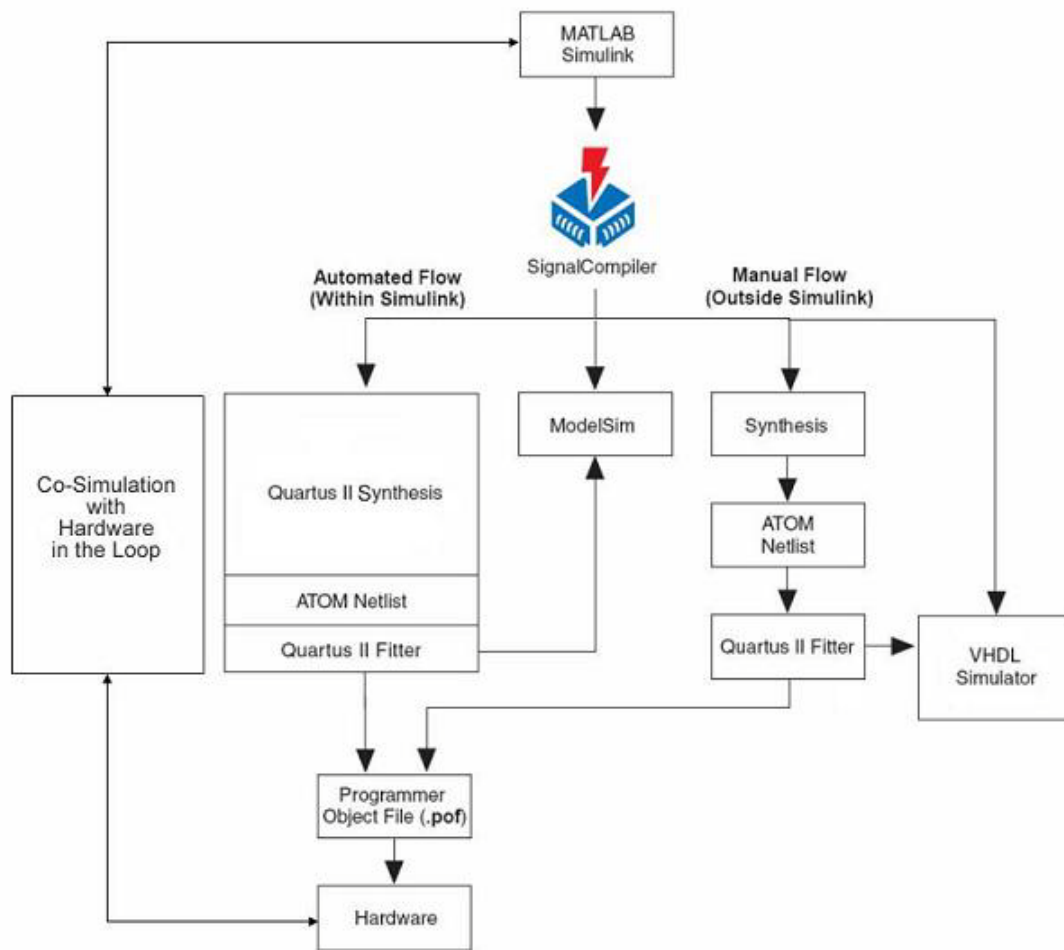 MATLAB
Simulink
SignalCompiler
Automated Flow
(Within Simulink)
Manual Flow
(Outside Simulink)
Co-Simulation
with
Hardware
in the Loop
Quartus II Synthesis
ATOM Netlist
Quartus II Fitter
ModelSim
Synthesis
ATOM
Netlist
Quartus II Fitter
VHDL
Simulator
Programmer
Object File (.pof)
Hardware